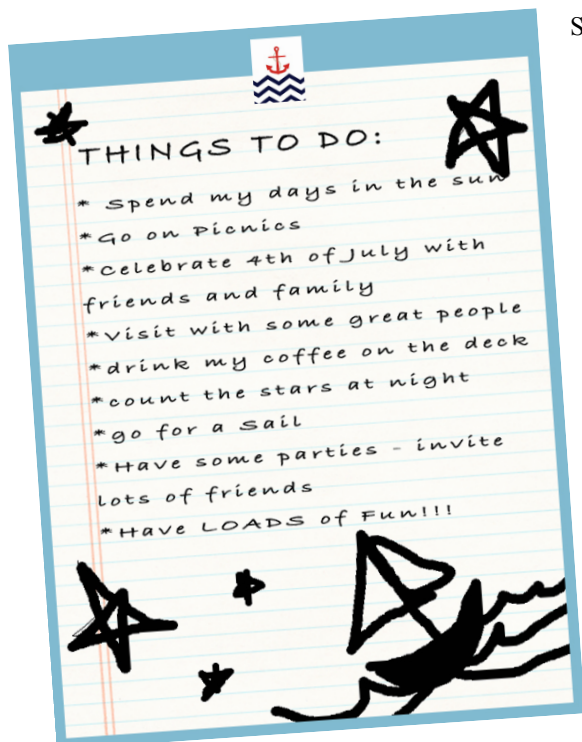 S
THINGS TO DO:
* Spend my days in the sun
*Go on Picnics
*Celebrate 4th of July with
friends and family
*Visit with some great people
*drink my coffee on the deck
*count the stars at night
*go for a Sail
*Have some parties - invite
Lots of friends
*Have LOADS of Fun!!!